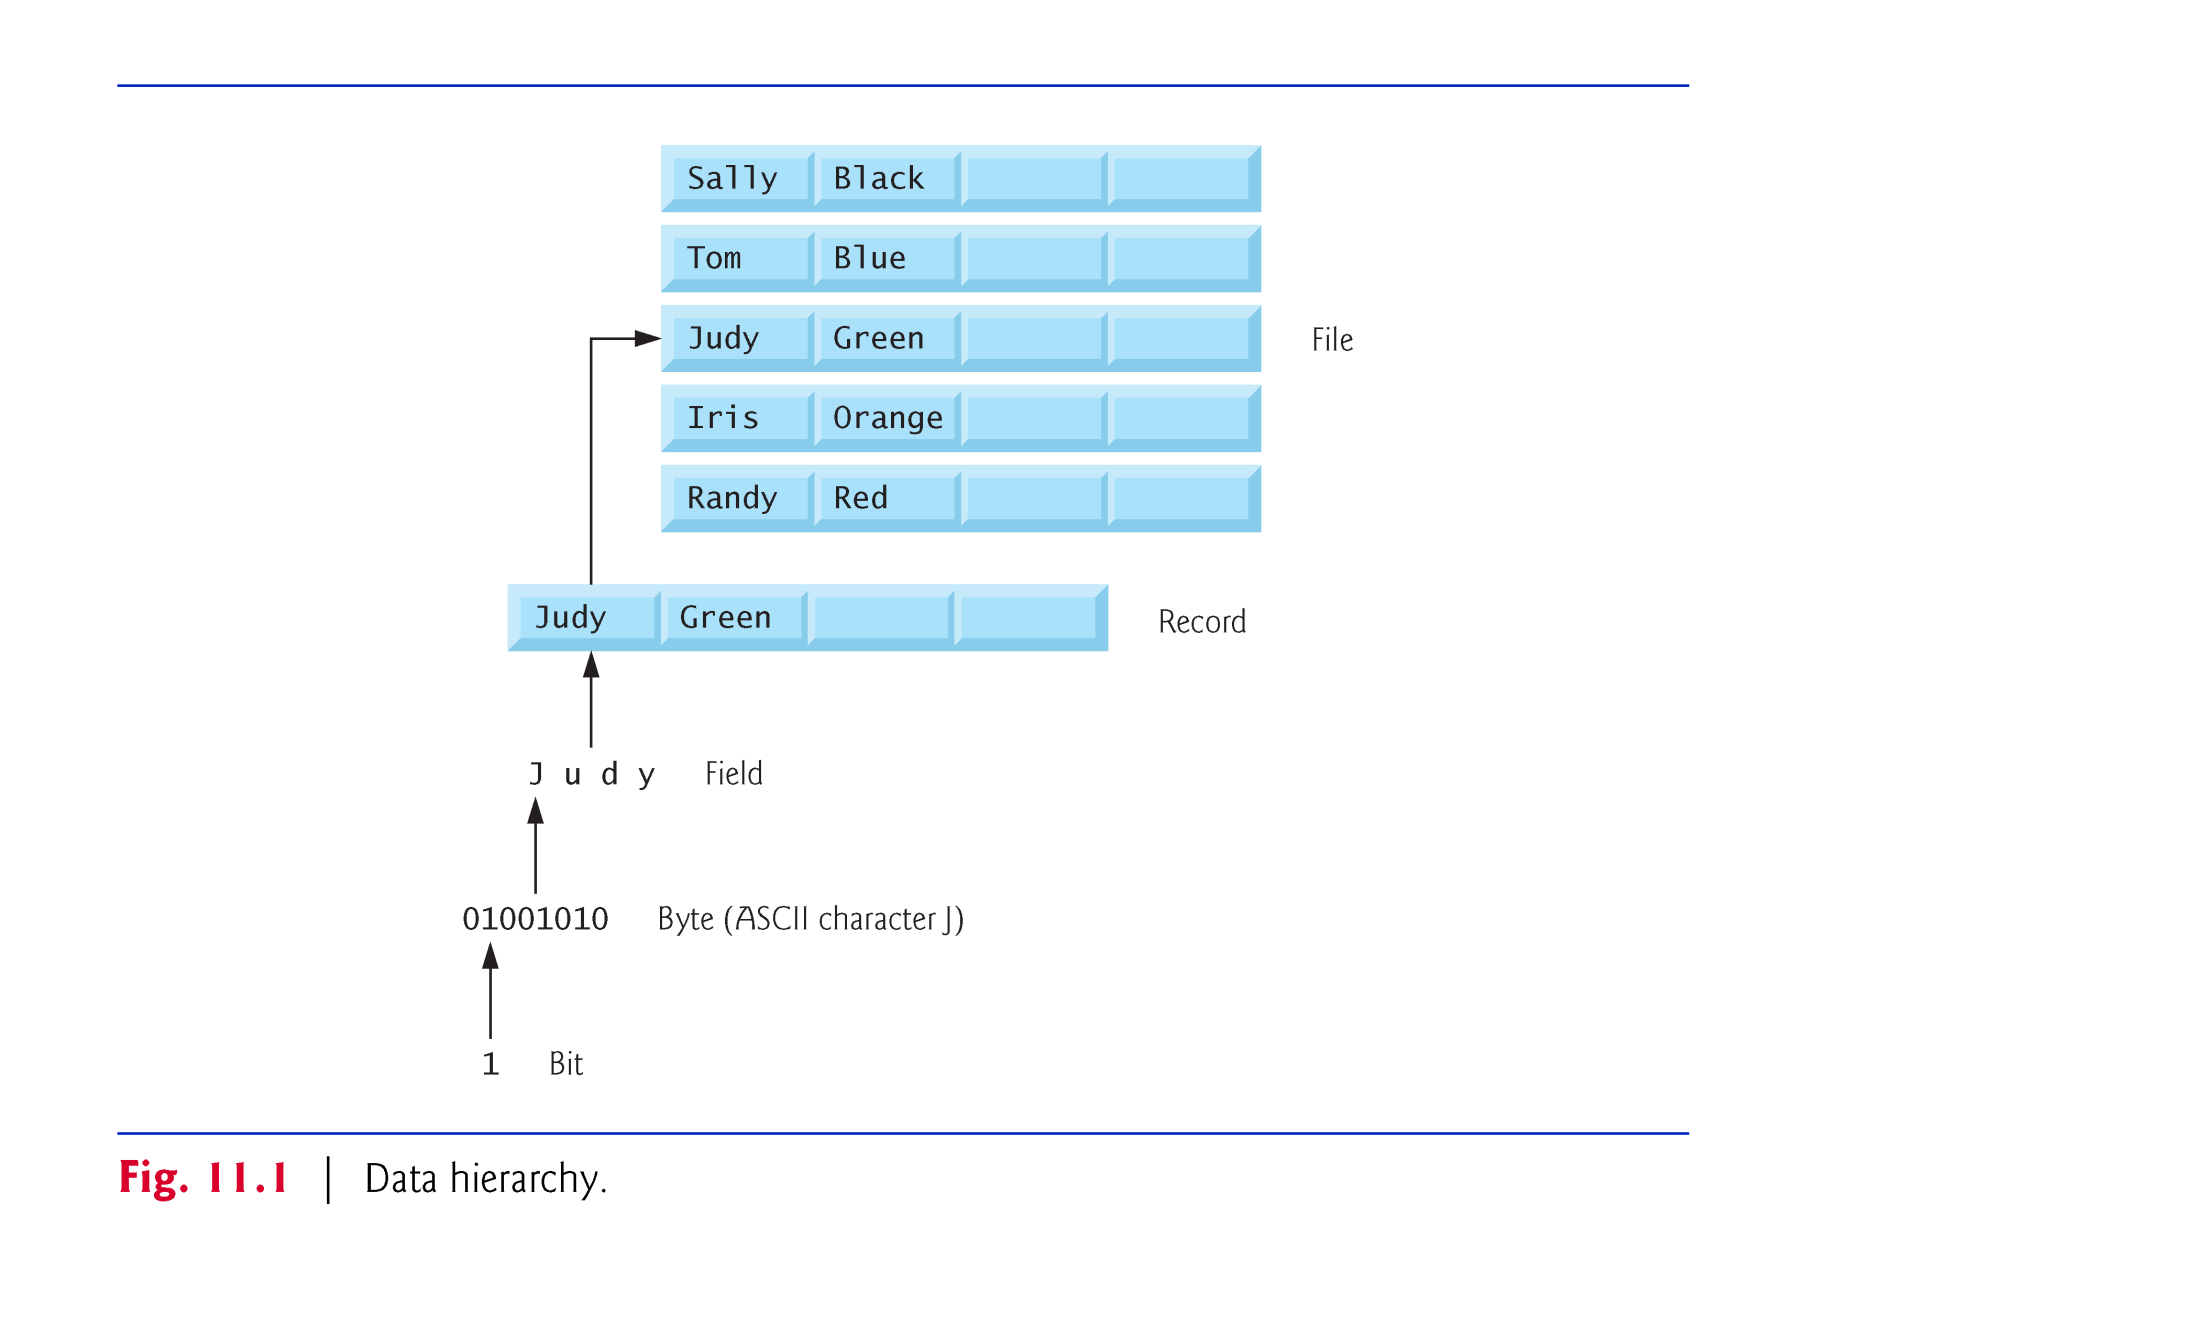 Sally Black
Tom Blue
Judy Green
File
Iris Orange
Randy Red
Judy Green
Record
J u d y Field
01001010 Byte (ASCII character J)
1 Bit
Fig. 11.1 | Data hierarchy.